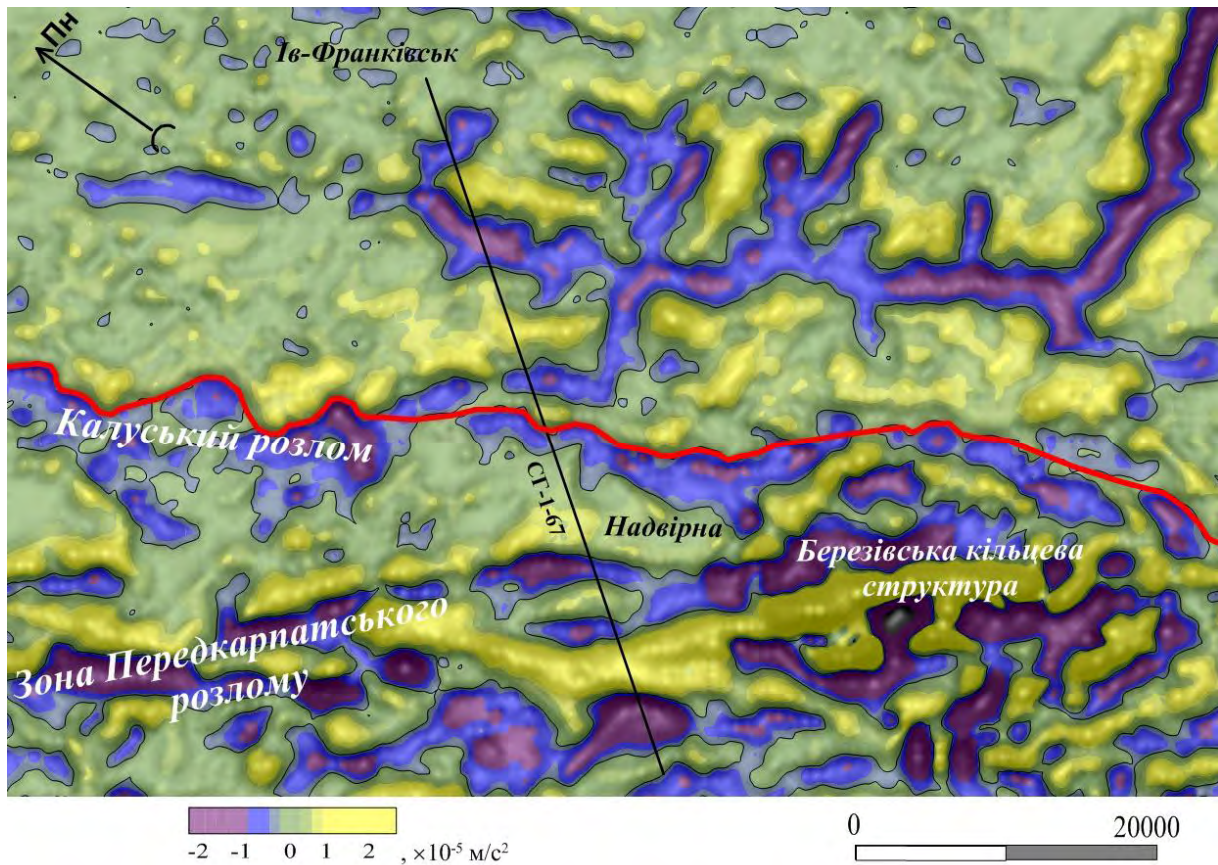 Пн
Ів-Франківськ
Калуський розлом
СГ-1-67
Надвірна
Березівська кільцева
структура
Зона Передкарпатського
розлому
-2 -1 0 1 2 , ×10⁻⁵ м/с²
0 20000